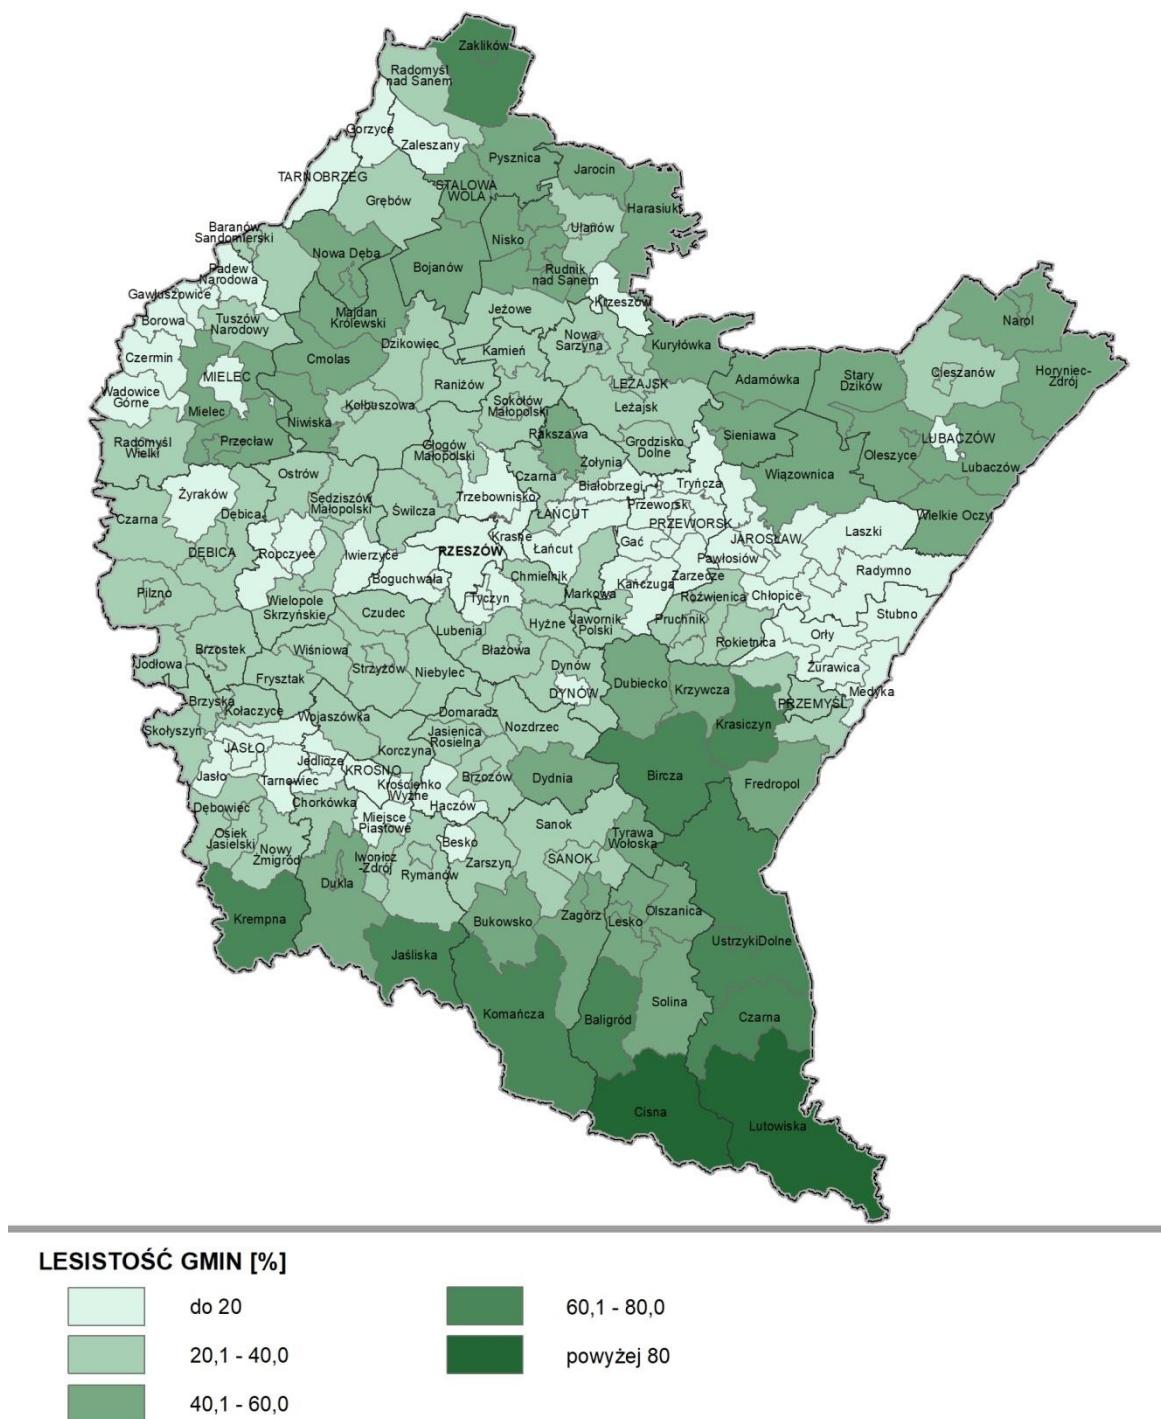 Zaklików
Radomyśl
nad Sanem
Gorzyce
Zaleszany
Pysznica
Jarocin
TARNOBRZEG
STALOWA
WOLA
Grębów
Harasiuki
Baranów
Sandomierski
Ulanów
Nowa Dęba
Nisko
Bojanów
Padew
Narodowa
Rudnik
nad Sanem
Gawłuszowice
Krzeszów
Borowa
Tuszów
Narodowy
Majdan
Królewski
Jeżowe
Narol
Czermin
Cmolas
Dzikowiec
Kamień
Nowa
Sarzyna
Kuryłówka
Cieszanów
Horyniec-
Zdrój
MIELEC
Adamówka
Stary
Dzików
Wadowice
Górne
Raniżów
LEŻAJSK
Mielec
Kolbuszowa
Sokołów
Małopolski
Leżajsk
Niwiska
Radomyśl
Wielki
Przecław
Rakszawa
Grodzisko
Dolne
Sieniawa
LUBACZÓW
Głogów
Małopolski
Oleszyce
Lubaczów
Żołynia
Wiązownica
Ostrów
Czarna
Białobrzegi
Tryńcza
Żyraków
Sędziszów
Małopolski
Trzebownisko
Czarna
Dębica
Świlcza
ŁAŃCUT
Przeworsk
PRZEWORSK
Wielkie Oczy
Krasne
Laszki
DĘBICA
Ropczyce
Iwierzyce
RZESZÓW
Łańcut
Gać
JAROSŁAW
Pawłosiów
Radymno
Boguchwała
Chmielnik
Kańczuga
Zarzecze
Pilzno
Wielopole
Skrzyńskie
Tyczyn
Markowa
Roźwienica
Chłopice
Stubno
Czudec
Lubenia
Hyżne
Jawornik
Polski
Pruchnik
Orły
Brzostek
Wiśniowa
Błażowa
Rokietnica
Jodłowa
Strzyżów
Niebylec
Dynów
Żurawica
Frysztak
Dubiecko
DYNÓW
Krzywcza
Medyka
Brzyska
Kołaczyce
PRZEMYŚL
Wojaszówka
Domaradz
Skołyszyn
Nozdrzec
Krasiczyn
Jasienica
Rosielna
JASŁO
Korczyna
Jedlicze
KROSNO
Jasło
Tarnowiec
Brzozów
Dydnia
Bircza
Fredropol
Krościenko
Wyżne
Dębowiec
Chorkówka
Haczów
Miejsce
Piastowe
Sanok
Osiek
Jasielski
Tyrawa
Wołoska
Besko
Nowy
Żmigród
Iwonicz
-Zdrój
Zarszyn
SANOK
Rymanów
Dukla
Krempna
Bukowsko
Zagórz
Lesko
Olszanica
Jaśliska
UstrzykiDolne
Komańcza
Baligród
Solina
Czarna
Cisna
Lutowiska
LESISTOŚĆ GMIN [%]
do 20
60,1 - 80,0
20,1 - 40,0
powyżej 80
40,1 - 60,0